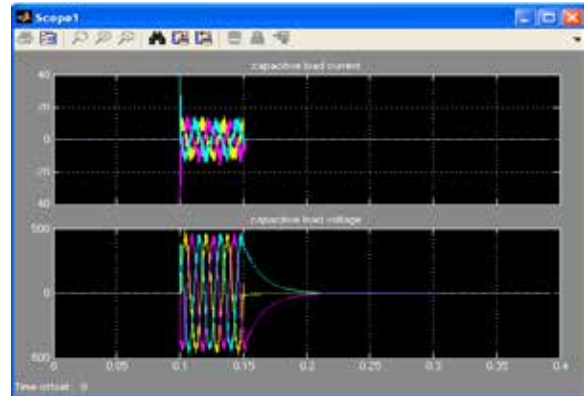 Scope1
capacitive load current
40
20
0
-20
40
capacitive load voltage
500
0
500
0 0.05 0.1 0.15 0.2 0.25 0.3 0.35 0.4
Time offset: 0